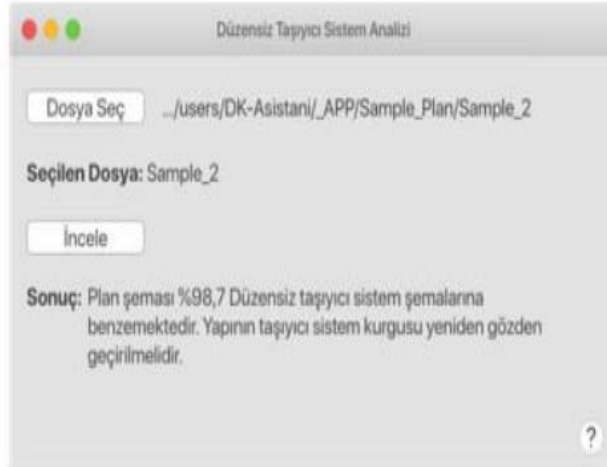 Düzensiz Taşıyıcı Sistem Analizi
Dosya Seç .../users/DK-Asistani/_APP/Sample_Plan/Sample_2
Seçilen Dosya: Sample_2
İncele
Sonuç: Plan şeması %98,7 Düzensiz taşıyıcı sistem şemalarına
benzemektedir. Yapının taşıyıcı sistem kurgusu yeniden gözden
geçirilmelidir.
?